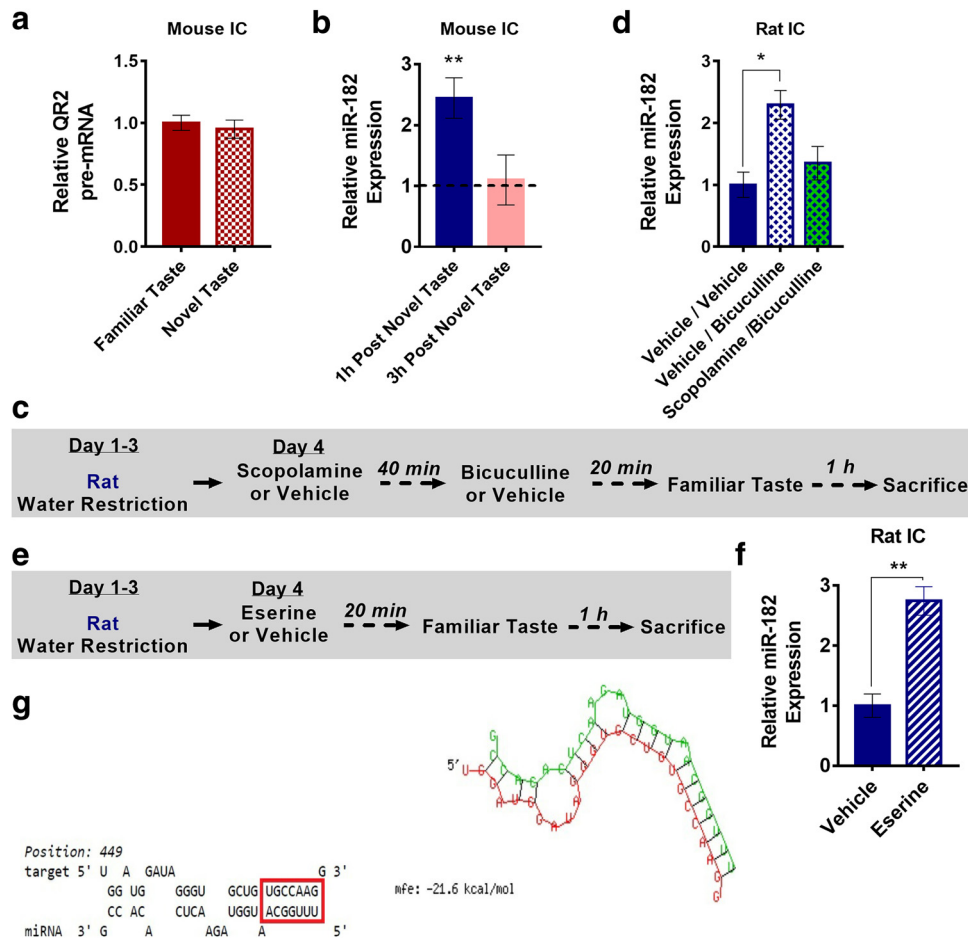 a
Mouse IC
Relative QR2
pre-mRNA
1.5
1.0
0.5
0.0
Familiar Taste
Novel Taste
b
Mouse IC
Relative miR-182
Expression
3
2
1
0
**
1h Post Novel Taste
3h Post Novel Taste
d
Rat IC
Relative miR-182
Expression
3
2
1
0
*
Vehicle / Vehicle
Vehicle / Bicuculline
Scopolamine /Bicuculline
c
Day 1-3
Rat
Water Restriction
Day 4
Scopolamine
or Vehicle
40 min
Bicuculline
or Vehicle
20 min
Familiar Taste
1 h
Sacrifice
e
Day 1-3
Rat
Water Restriction
Day 4
Eserine
or Vehicle
20 min
Familiar Taste
1 h
Sacrifice
f
Rat IC
Relative miR-182
Expression
3
2
1
0
**
Vehicle
Eserine
g
Position: 449
target 5' U A GAUA G 3'
GG UG GGGU GCUG UGCCAAG
CC AC CUCA UGGU ACGGUUU
miRNA 3' G A AGA A 5'
5'
mfe: -21.6 kcal/mol